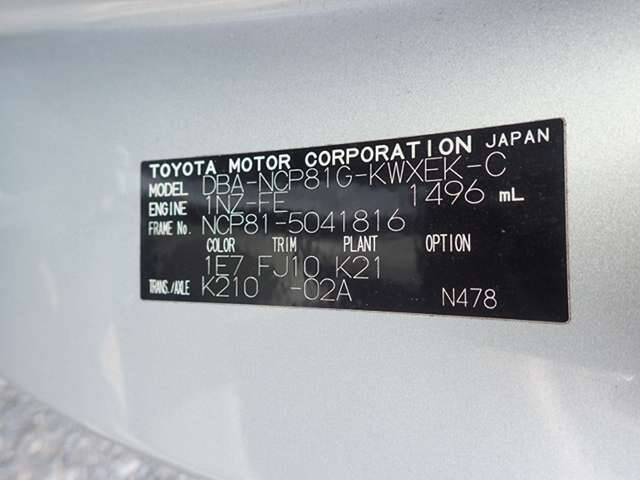 TOYOTA MOTOR CORPORATION JAPAN
MODEL DBA-NCP81G-KWXEK-C
ENGINE 1NZ-FE 1496 mL
FRAME No. NCP81-5041816
COLOR TRIM PLANT OPTION
1E7 FJ10 K21
TRANS./AXLE K210 -02A
N478